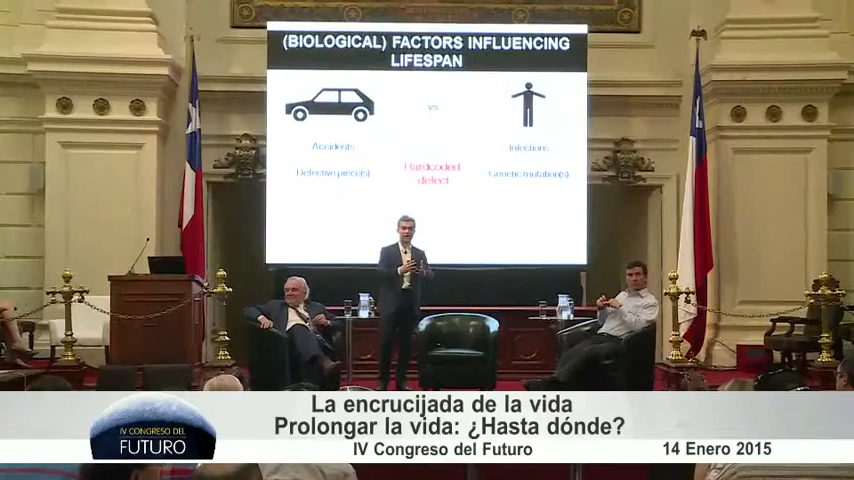 (BIOLOGICAL) FACTORS INFLUENCING
LIFESPAN
vs
Accidents
Infections
Defective piece(s)
Hardcoded
defect
Genetic mutation(s)
La encrucijada de la vida
Prolongar la vida: ¿Hasta dónde?
IV Congreso del Futuro
14 Enero 2015
IV CONGRESO DEL
FUTURO